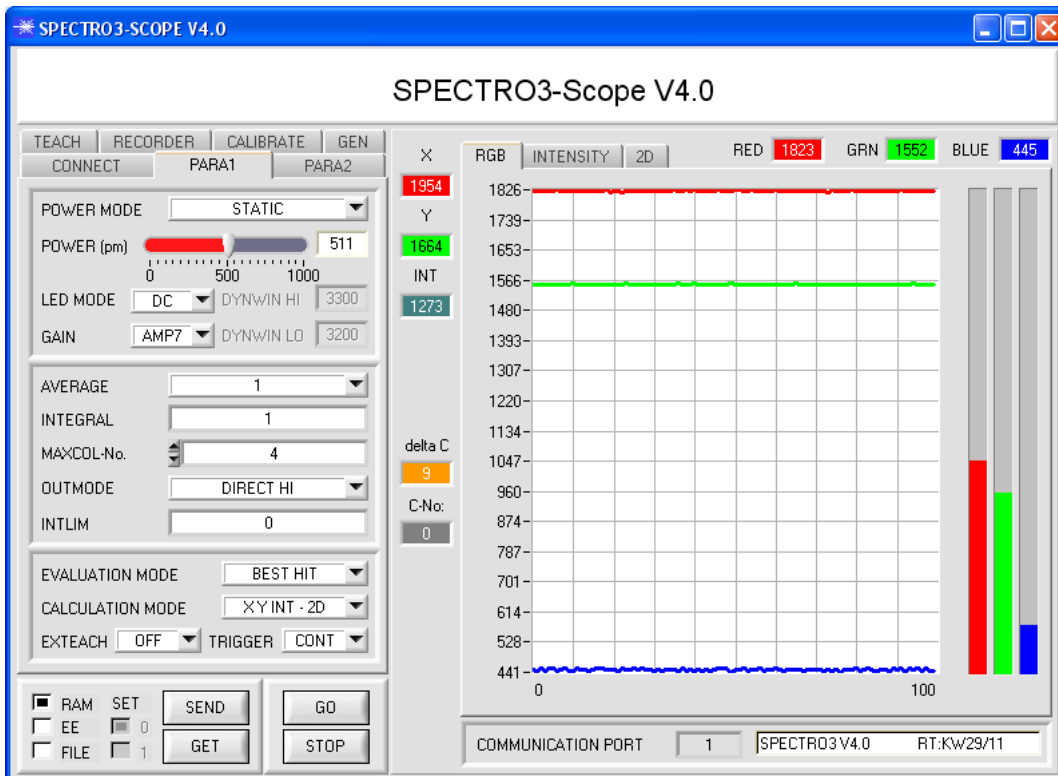 SPECTRO3-SCOPE V4.0
SPECTRO3-Scope V4.0
TEACH RECORDER CALIBRATE GEN
CONNECT PARA1 PARA2
POWER MODE STATIC
POWER (pm) 511
0 500 1000
LED MODE DC DYNWIN HI 3300
GAIN AMP7 DYNWIN LO 3200
AVERAGE 1
INTEGRAL 1
MAXCOL-No. 4
OUTMODE DIRECT HI
INTLIM 0
EVALUATION MODE BEST HIT
CALCULATION MODE X Y INT - 2D
EXTEACH OFF TRIGGER CONT
RAM SET
EE 0
FILE 1
SEND
GET
GO
STOP
X
1954
Y
1664
INT
1273
delta C
9
C-No:
0
RGB INTENSITY 2D
RED 1823 GRN 1552 BLUE 445
1826
1739
1653
1566
1480
1393
1307
1220
1134
1047
960
874
787
701
614
528
441
0 100
COMMUNICATION PORT 1 SPECTRO3 V4.0 RT:KW29/11